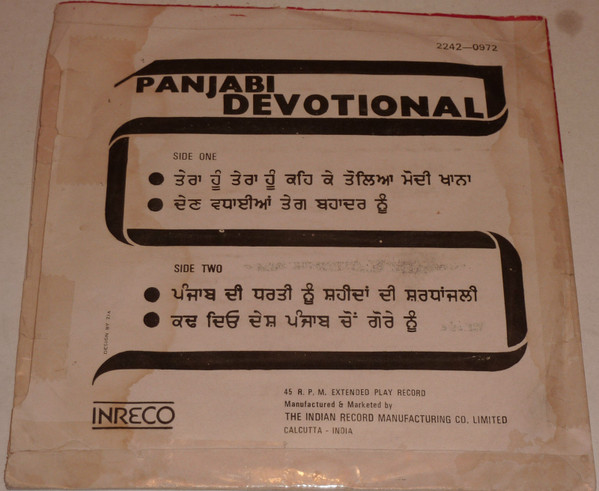 2242—0972
PANJABI
DEVOTIONAL
SIDE ONE
● ਤੇਰਾ ਹੂੰ ਤੇਰਾ ਹੂੰ ਕਹਿ ਕੇ ਤੋਲਿਆ ਮੋਦੀ ਖਾਨਾ
● ਦੇਣ ਵਧਾਈਆਂ ਤੇਗ ਬਹਾਦਰ ਨੂੰ
SIDE TWO
● ਪੰਜਾਬ ਦੀ ਧਰਤੀ ਨੂੰ ਸ਼ਹੀਦਾਂ ਦੀ ਸ਼ਰਧਾਂਜਲੀ
● ਕਢ ਦਿਓ ਦੇਸ਼ ਪੰਜਾਬ ਚੋਂ ਗੋਰੇ ਨੂੰ
45 R. P. M. EXTENDED PLAY RECORD
Manufactured & Marketed by
THE INDIAN RECORD MANUFACTURING CO. LIMITED
CALCUTTA - INDIA
INRECO